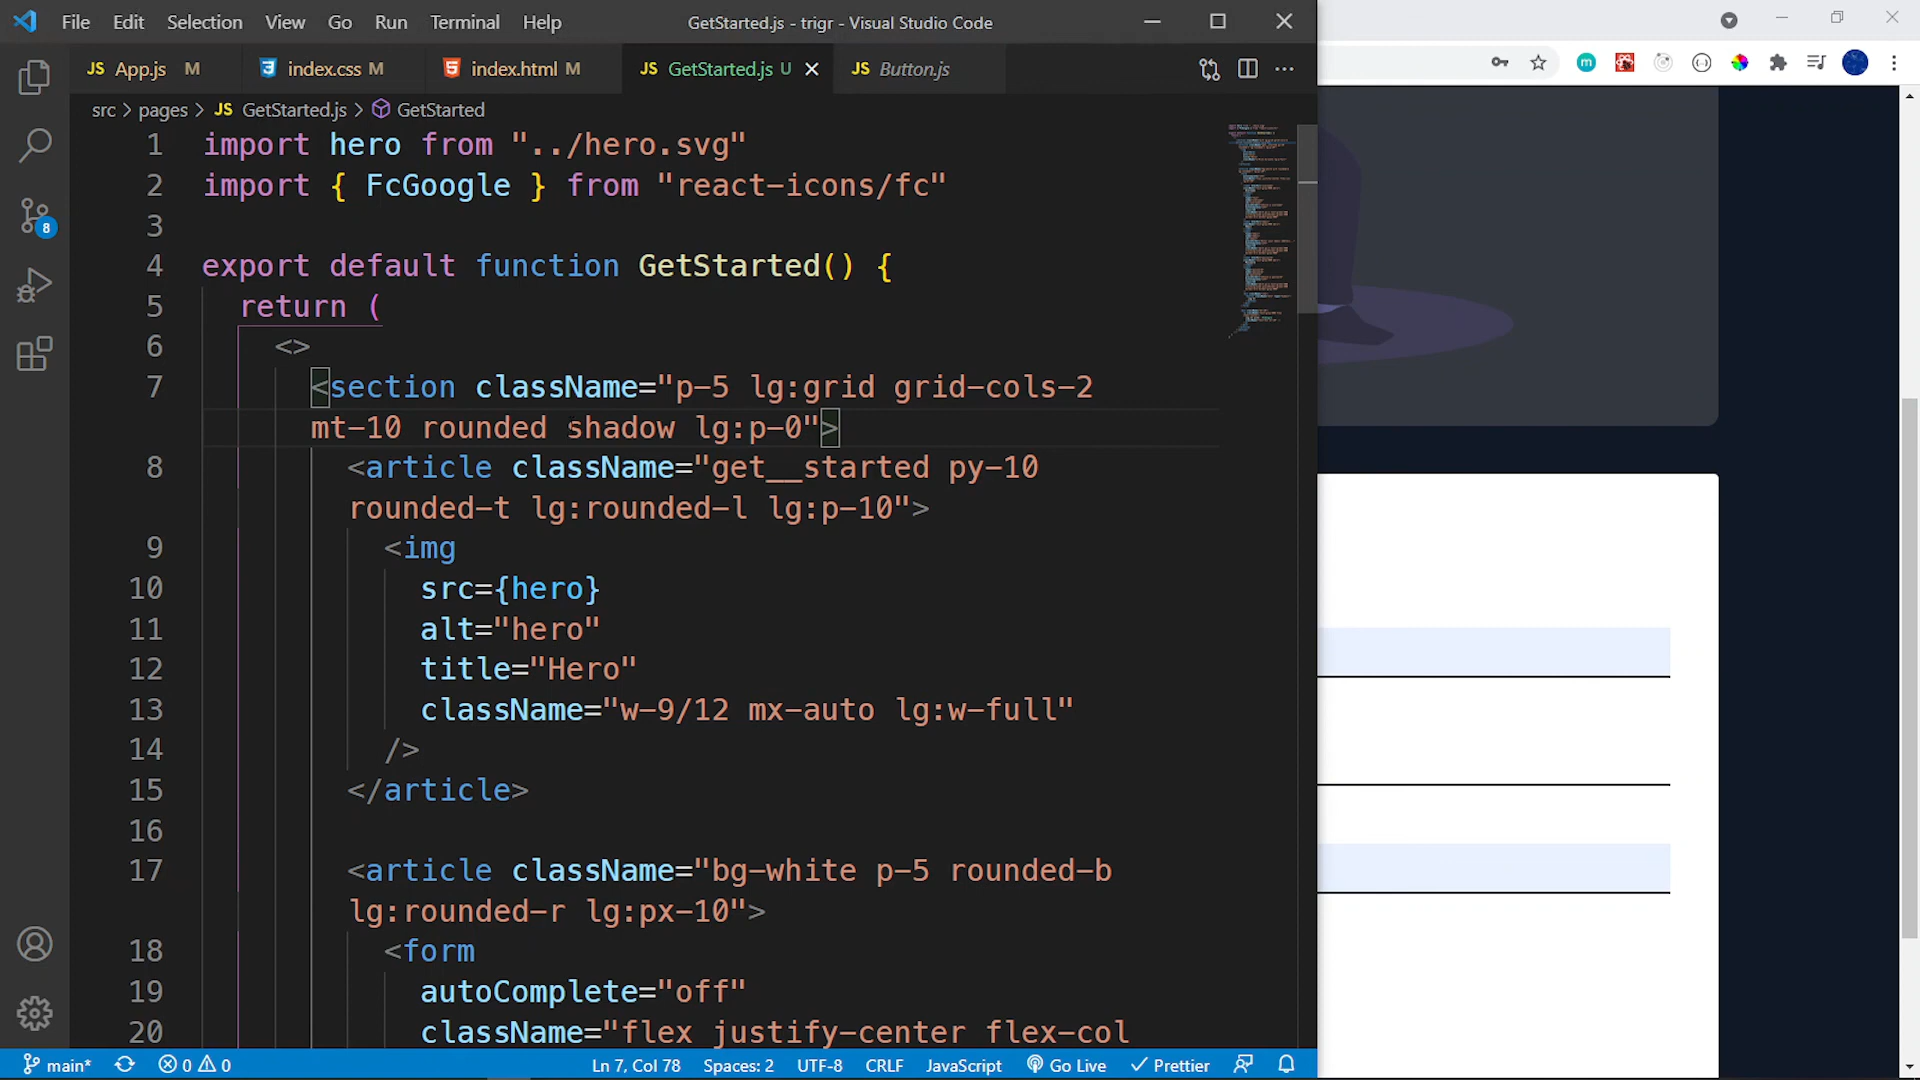 File Edit Selection View Go Run Terminal Help GetStarted.js - trigr - Visual Studio Code
JS App.js M index.css M index.html M JS GetStarted.js U JS Button.js
src > pages > JS GetStarted.js > GetStarted
1 import hero from "../hero.svg"
2 import { FcGoogle } from "react-icons/fc"
3
4 export default function GetStarted() {
5 return (
6 <>
7 <section className="p-5 lg:grid grid-cols-2
mt-10 rounded shadow lg:p-0">
8 <article className="get__started py-10
rounded-t lg:rounded-l lg:p-10">
9 <img
10 src={hero}
11 alt="hero"
12 title="Hero"
13 className="w-9/12 mx-auto lg:w-full"
14 />
15 </article>
16
17 <article className="bg-white p-5 rounded-b
lg:rounded-r lg:px-10">
18 <form
19 autoComplete="off"
20 className="flex justify-center flex-col
8
main* 0 0 Ln 7, Col 78 Spaces: 2 UTF-8 CRLF JavaScript Go Live Prettier